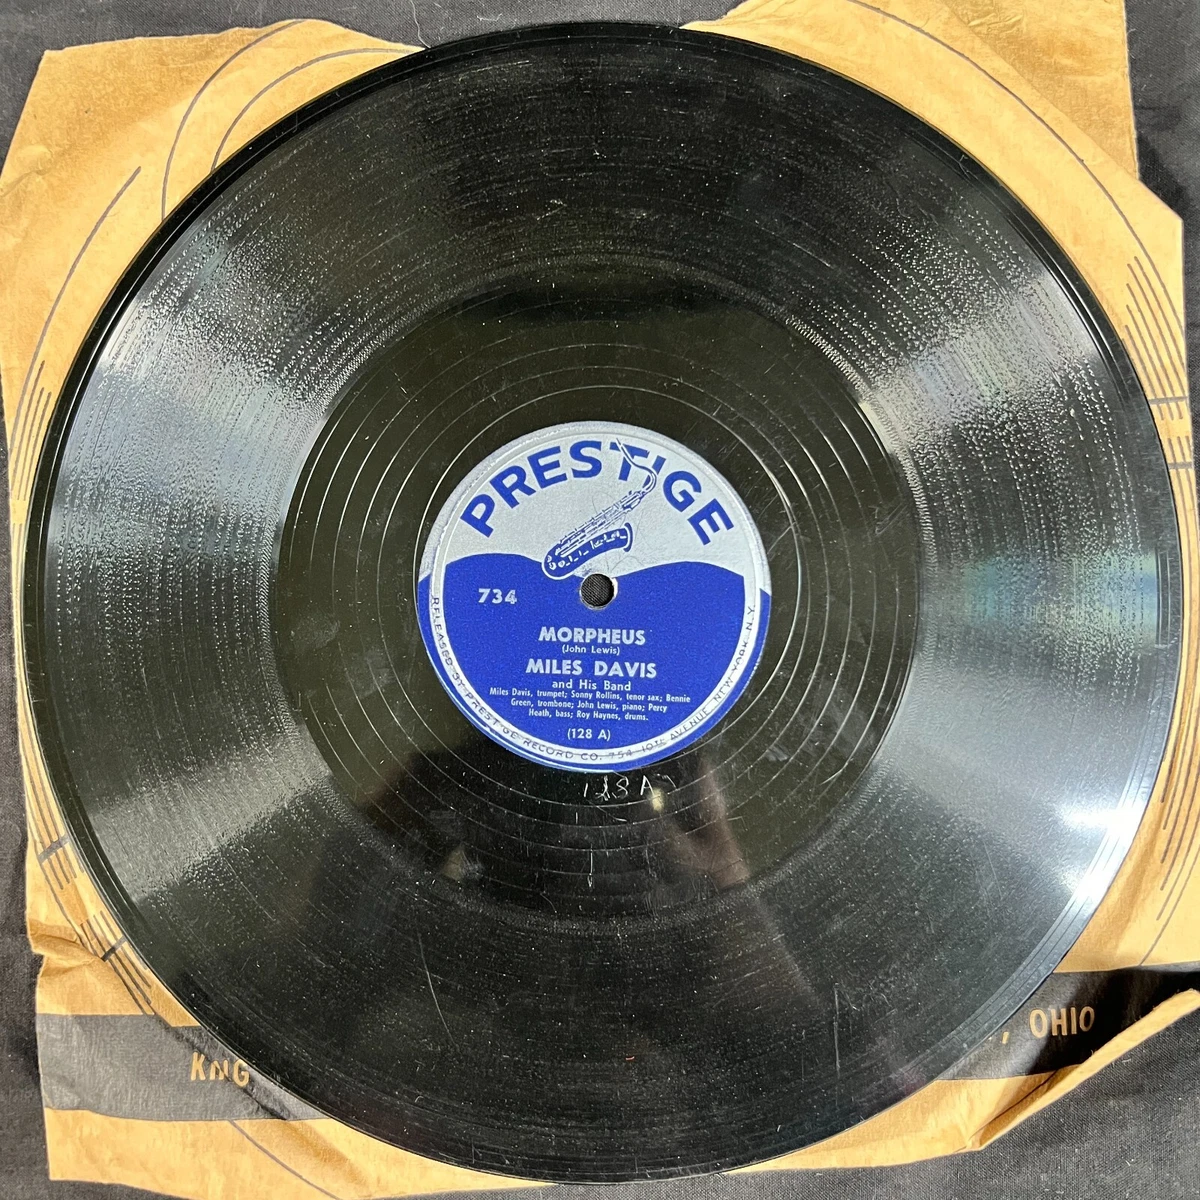 PRESTIGE
734
MORPHEUS
(John Lewis)
MILES DAVIS
and His Band
Miles Davis, trumpet; Sonny Rollins, tenor sax; Bennie
Green, trombone; John Lewis, piano; Percy
Heath, bass; Roy Haynes, drums.
(128 A)
RELEASED BY PRESTIGE RECORD CO. 754 10TH AVENUE NEW YORK N.Y.
128 A
KING
, OHIO